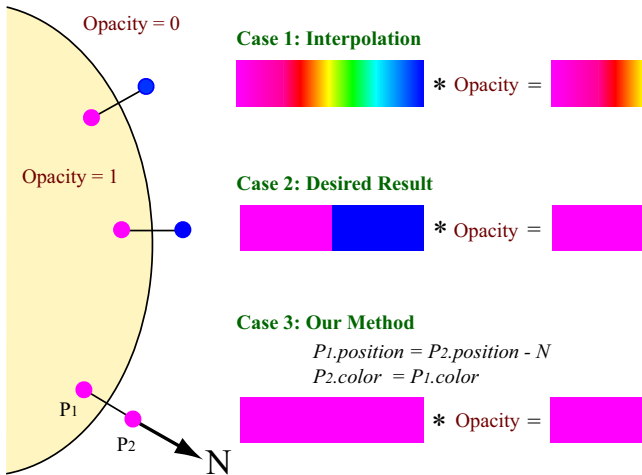 Opacity = 0
Case 1: Interpolation
* Opacity =
Opacity = 1
Case 2: Desired Result
* Opacity =
Case 3: Our Method
P1.position = P2.position - N
P2.color = P1.color
P1
P2
* Opacity =
N